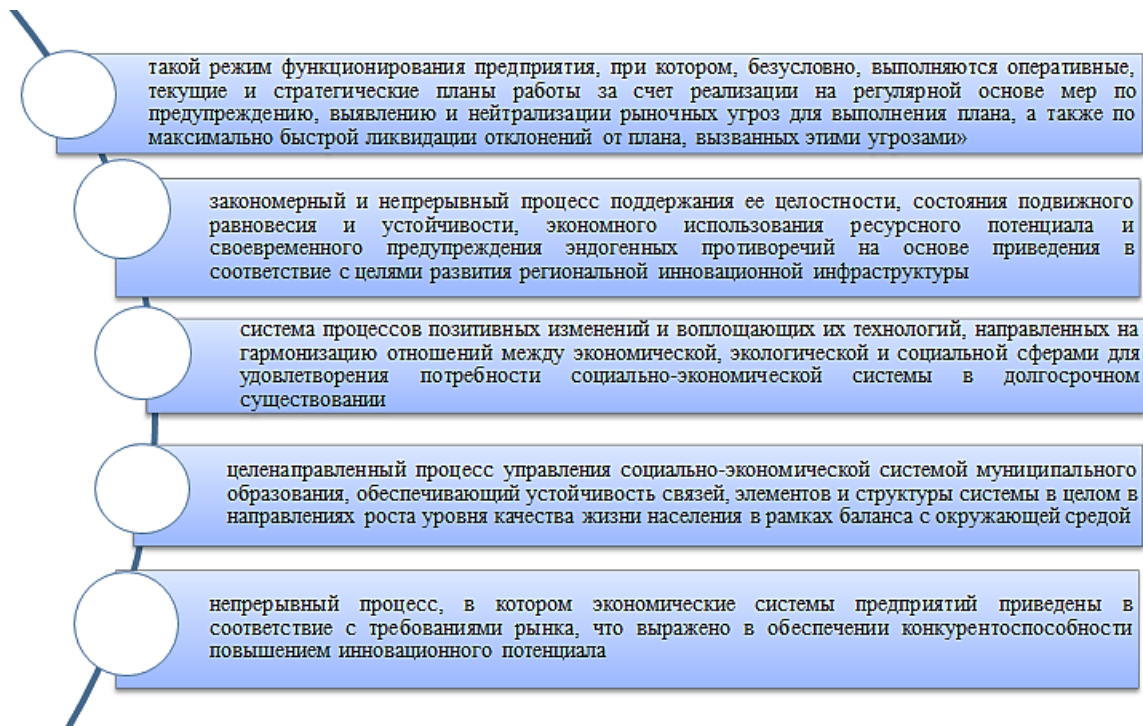 такой режим функционирования предприятия, при котором, безусловно, выполняются оперативные,
текущие и стратегические планы работы за счет реализации на регулярной основе мер по
предупреждению, выявлению и нейтрализации рыночных угроз для выполнения плана, а также по
максимально быстрой ликвидации отклонений от плана, вызванных этими угрозами»
закономерный и непрерывный процесс поддержания ее целостности, состояния подвижного
равновесия и устойчивости, экономного использования ресурсного потенциала и
своевременного предупреждения эндогенных противоречий на основе приведения в
соответствие с целями развития региональной инновационной инфраструктуры
система процессов позитивных изменений и воплощающих их технологий, направленных на
гармонизацию отношений между экономической, экологической и социальной сферами для
удовлетворения потребности социально-экономической системы в долгосрочном
существовании
целенаправленный процесс управления социально-экономической системой муниципального
образования, обеспечивающий устойчивость связей, элементов и структуры системы в целом в
направлениях роста уровня качества жизни населения в рамках баланса с окружающей средой
непрерывный процесс, в котором экономические системы предприятий приведены в
соответствие с требованиями рынка, что выражено в обеспечении конкурентоспособности
повышением инновационного потенциала